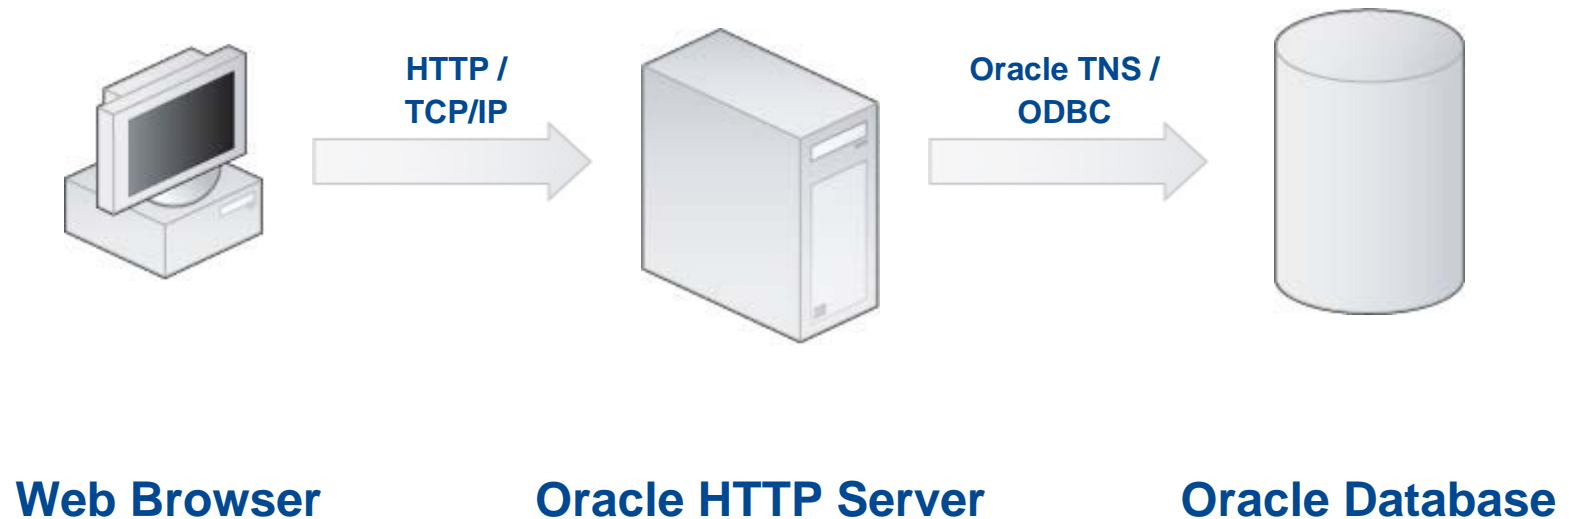 HTTP /
TCP/IP
Oracle TNS /
ODBC
Web Browser
Oracle HTTP Server
Oracle Database